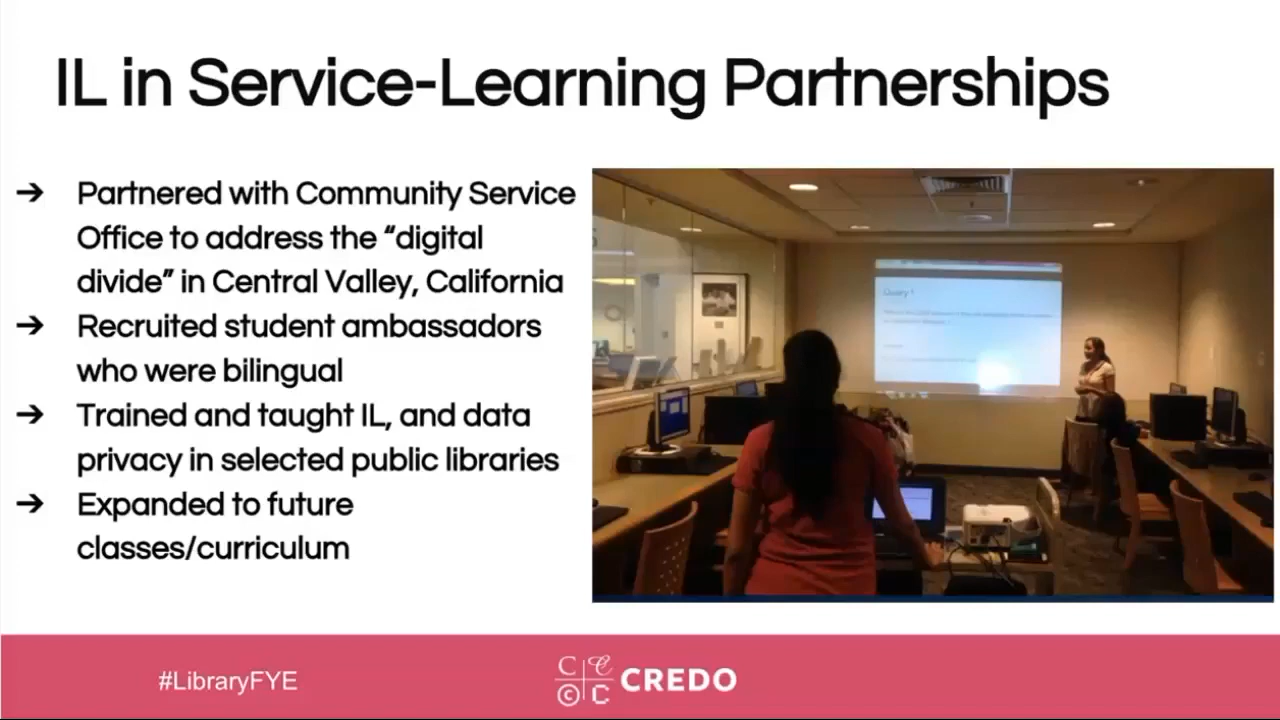 IL in Service-Learning Partnerships
➔ Partnered with Community Service
Office to address the “digital
divide” in Central Valley, California
➔ Recruited student ambassadors
who were bilingual
➔ Trained and taught IL, and data
privacy in selected public libraries
➔ Expanded to future
classes/curriculum
Query 1
#LibraryFYE
CREDO